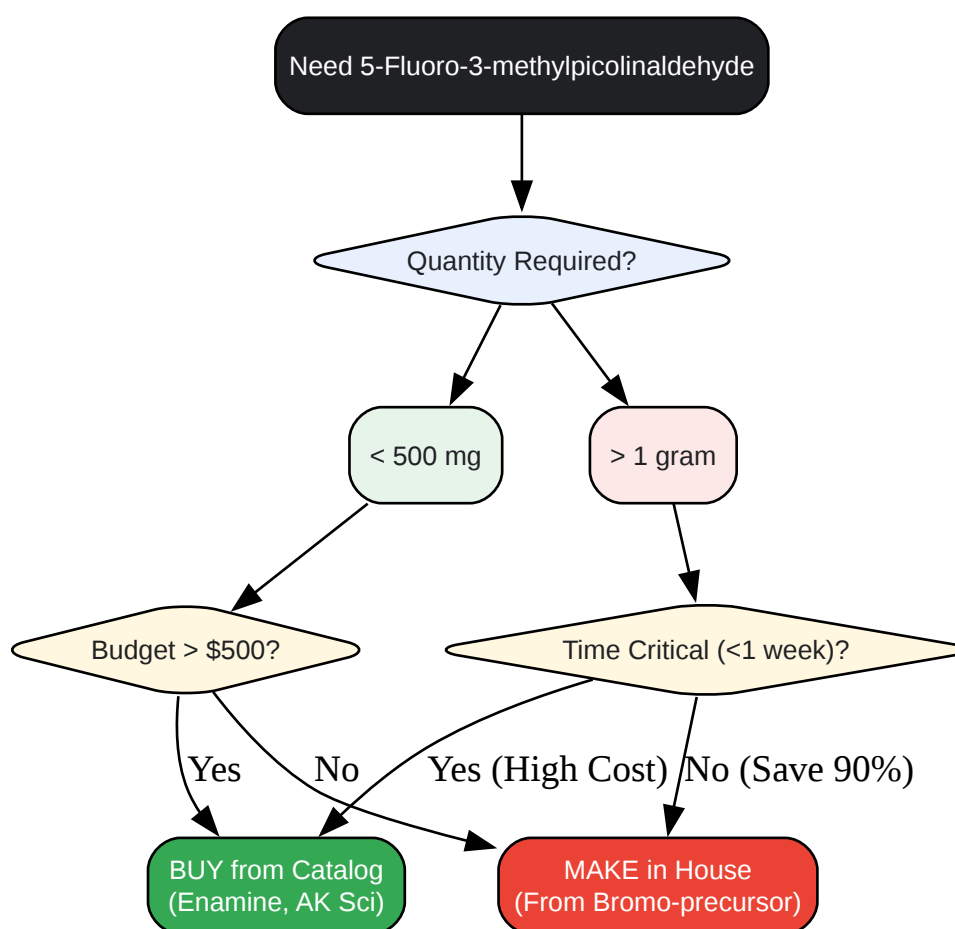 Need 5-Fluoro-3-methylpicolinaldehyde
Quantity Required?
< 500 mg
> 1 gram
Budget > $500?
Time Critical (<1 week)?
Yes
No
Yes (High Cost)
No (Save 90%)
BUY from Catalog
(Enamine, AK Sci)
MAKE in House
(From Bromo-precursor)